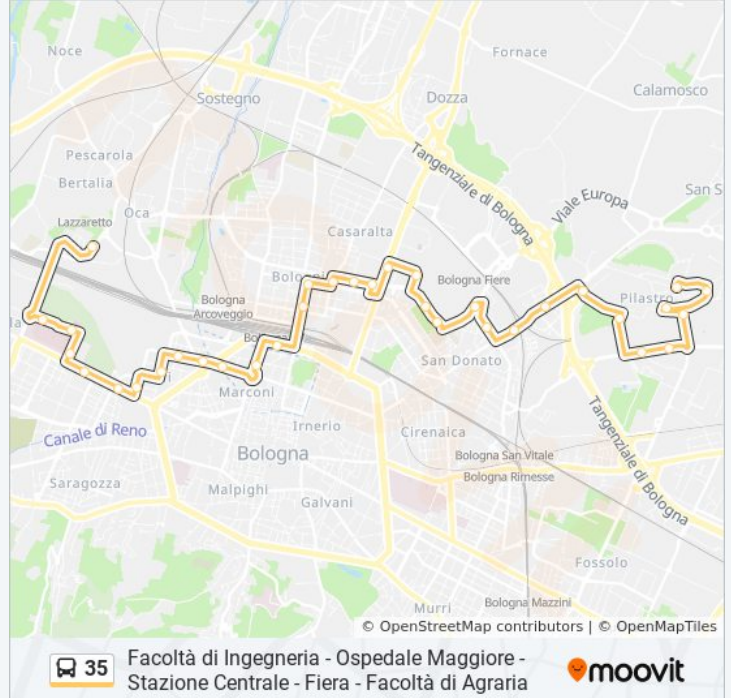 Noce
Fornace
Sostegno
Dozza
Calamosco
Pescarola
Tangenziale di Bologna
Bertalia
Viale Europa
San S
Lazzaretto
Oca
Casaralta
Bologna Fiere
Bologn
Pilastro
Bologna
Arcoveggio
San Donato
Marconi
Irnerio
Cirenaica
Canale di Reno
Bologna
Bologna San Vitale
Tangenziale di Bologna
Saragozza
Malpighi
Bologna Rimesse
Galvani
Fossolo
Murri
Bologna Mazzini
© OpenStreetMap contributors | © OpenMapTiles
35
Facoltà di Ingegneria - Ospedale Maggiore -
Stazione Centrale - Fiera - Facoltà di Agraria
moovit